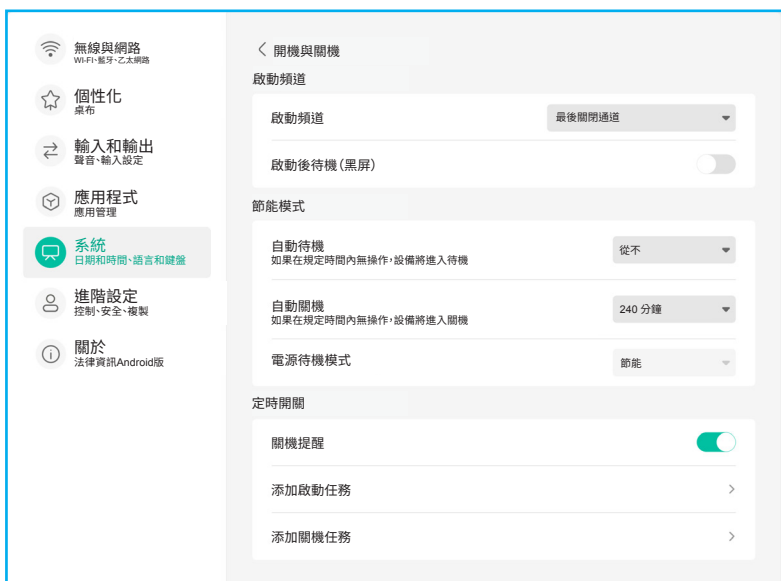 無線與網路
WI-FI、藍牙、乙太網路
個性化
桌布
輸入和輸出
聲音、輸入設定
應用程式
應用管理
系統
日期和時間、語言和鍵盤
進階設定
控制、安全、複製
關於
法律資訊Android版
開機與關機
啟動頻道
啟動頻道
最後關閉通道
啟動後待機(黑屏)
節能模式
自動待機
如果在規定時間內無操作,設備將進入待機
從不
自動關機
如果在規定時間內無操作,設備將進入關機
240 分鐘
電源待機模式
節能
定時開關
關機提醒
添加啟動任務
添加關機任務